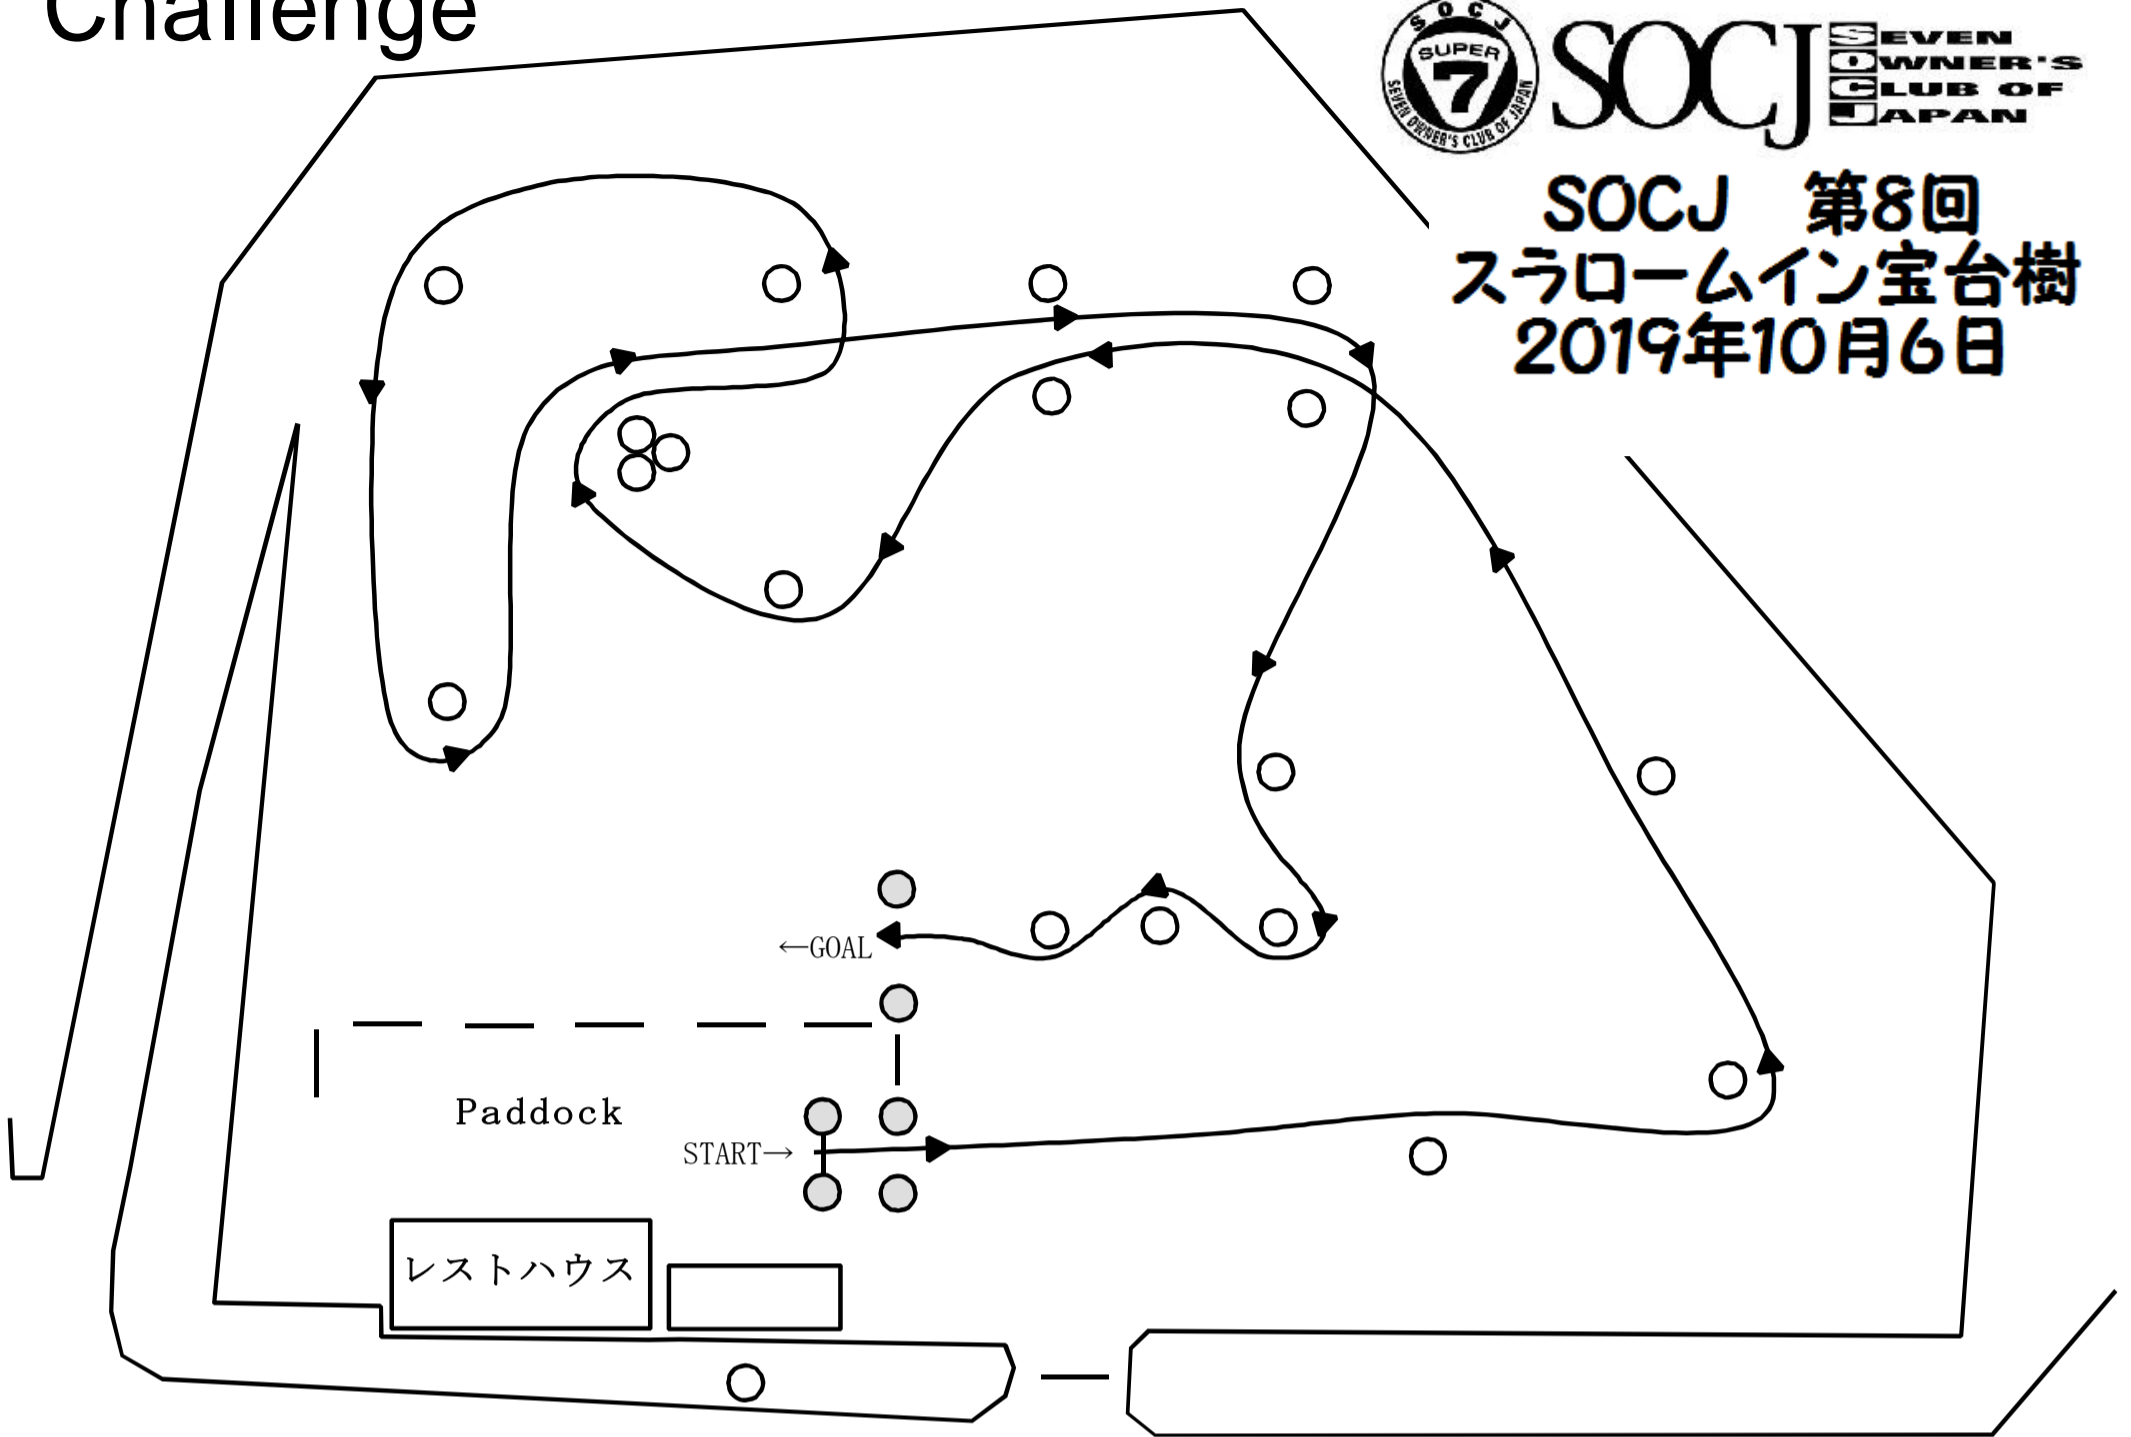 Challenge
SOCJ
SUPER
7
SEVEN OWNER'S CLUB OF JAPAN
SOCJ
SEVEN
OWNER'S
CLUB OF
JAPAN
SOCJ 第8回
スラロームイン宝台樹
2019年10月6日
←GOAL
Paddock
START→
レストハウス